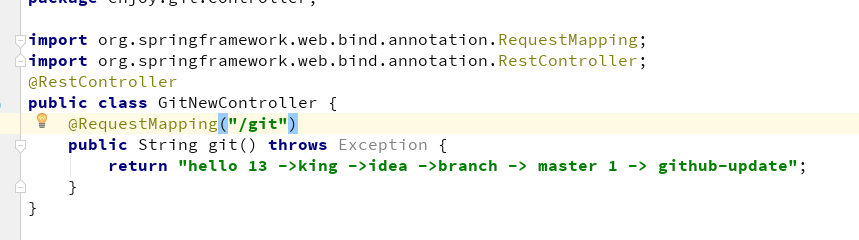 package enjoy.git.controller;
import org.springframework.web.bind.annotation.RequestMapping;
import org.springframework.web.bind.annotation.RestController;
@RestController
public class GitNewController {
@RequestMapping("/git")
public String git() throws Exception {
return "hello 13 ->king ->idea ->branch -> master 1 -> github-update";
}
}